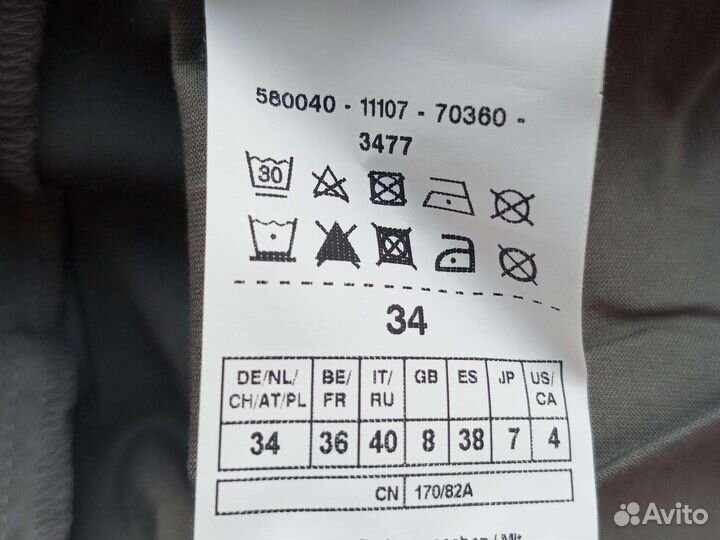 580040 - 11107 - 70360 -
3477
30
34
DE/NL/ BE/ IT/ GB ES JP US/
CH/AT/PL FR RU CA
34 36 40 8 38 7 4
CN 170/82A
/ Mit
Avito